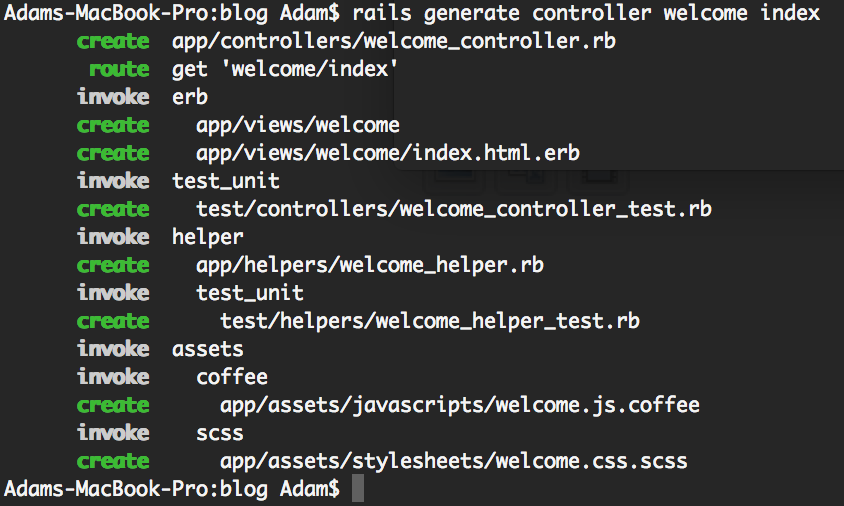 Adams-MacBook-Pro:blog Adam$ rails generate controller welcome index
create app/controllers/welcome_controller.rb
route get 'welcome/index'
invoke erb
create app/views/welcome
create app/views/welcome/index.html.erb
invoke test_unit
create test/controllers/welcome_controller_test.rb
invoke helper
create app/helpers/welcome_helper.rb
invoke test_unit
create test/helpers/welcome_helper_test.rb
invoke assets
invoke coffee
create app/assets/javascripts/welcome.js.coffee
invoke scss
create app/assets/stylesheets/welcome.css.scss
Adams-MacBook-Pro:blog Adam$